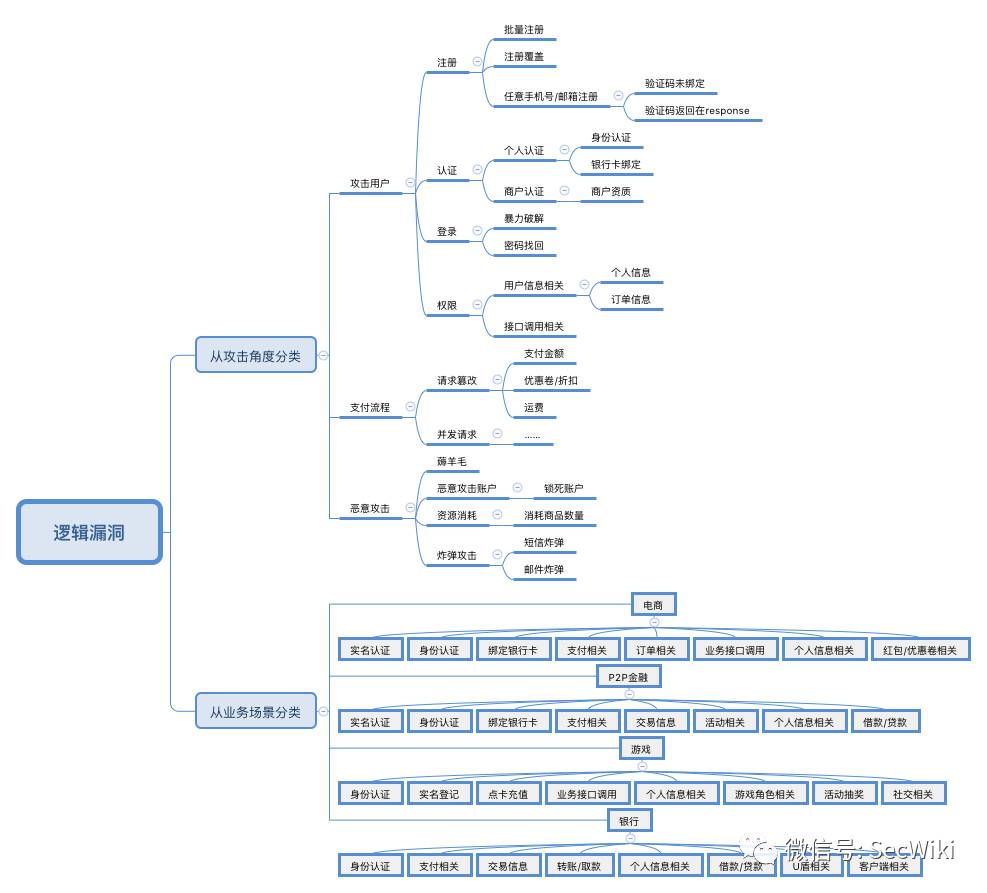 逻辑漏洞
从攻击角度分类
攻击用户
注册
批量注册
注册覆盖
任意手机号/邮箱注册
验证码未绑定
验证码返回在response
认证
个人认证
身份认证
银行卡绑定
商户认证
商户资质
登录
暴力破解
密码找回
权限
用户信息相关
个人信息
订单信息
接口调用相关
支付流程
请求篡改
支付金额
优惠卷/折扣
运费
并发请求
......
恶意攻击
薅羊毛
恶意攻击账户
锁死账户
资源消耗
消耗商品数量
炸弹攻击
短信炸弹
邮件炸弹
从业务场景分类
电商
实名认证 身份认证 绑定银行卡 支付相关 订单相关 业务接口调用 个人信息相关 红包/优惠卷相关
P2P金融
实名认证 身份认证 绑定银行卡 支付相关 交易信息 活动相关 个人信息相关 借款/贷款
游戏
身份认证 实名登记 点卡充值 业务接口调用 个人信息相关 游戏角色相关 活动抽奖 社交相关
银行
身份认证 支付相关 交易信息 转账/取款 个人信息相关 借款/贷款 U盾相关 客户端相关
微信号: SecWiki